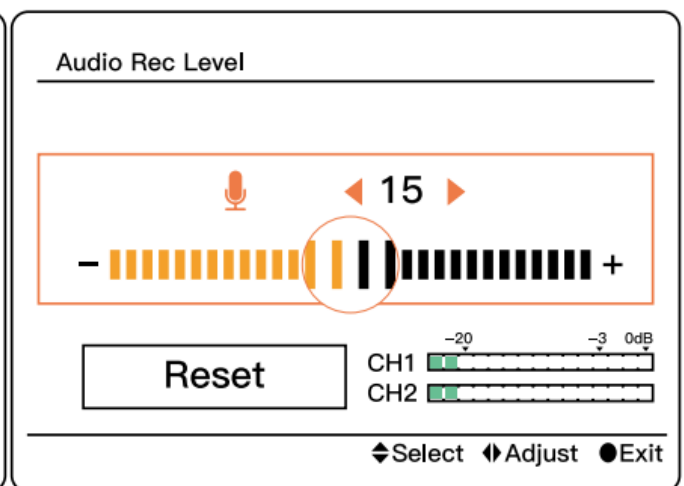 Audio Rec Level
15
− +
−20 −3 0dB
Reset
CH1
CH2
Select Adjust Exit